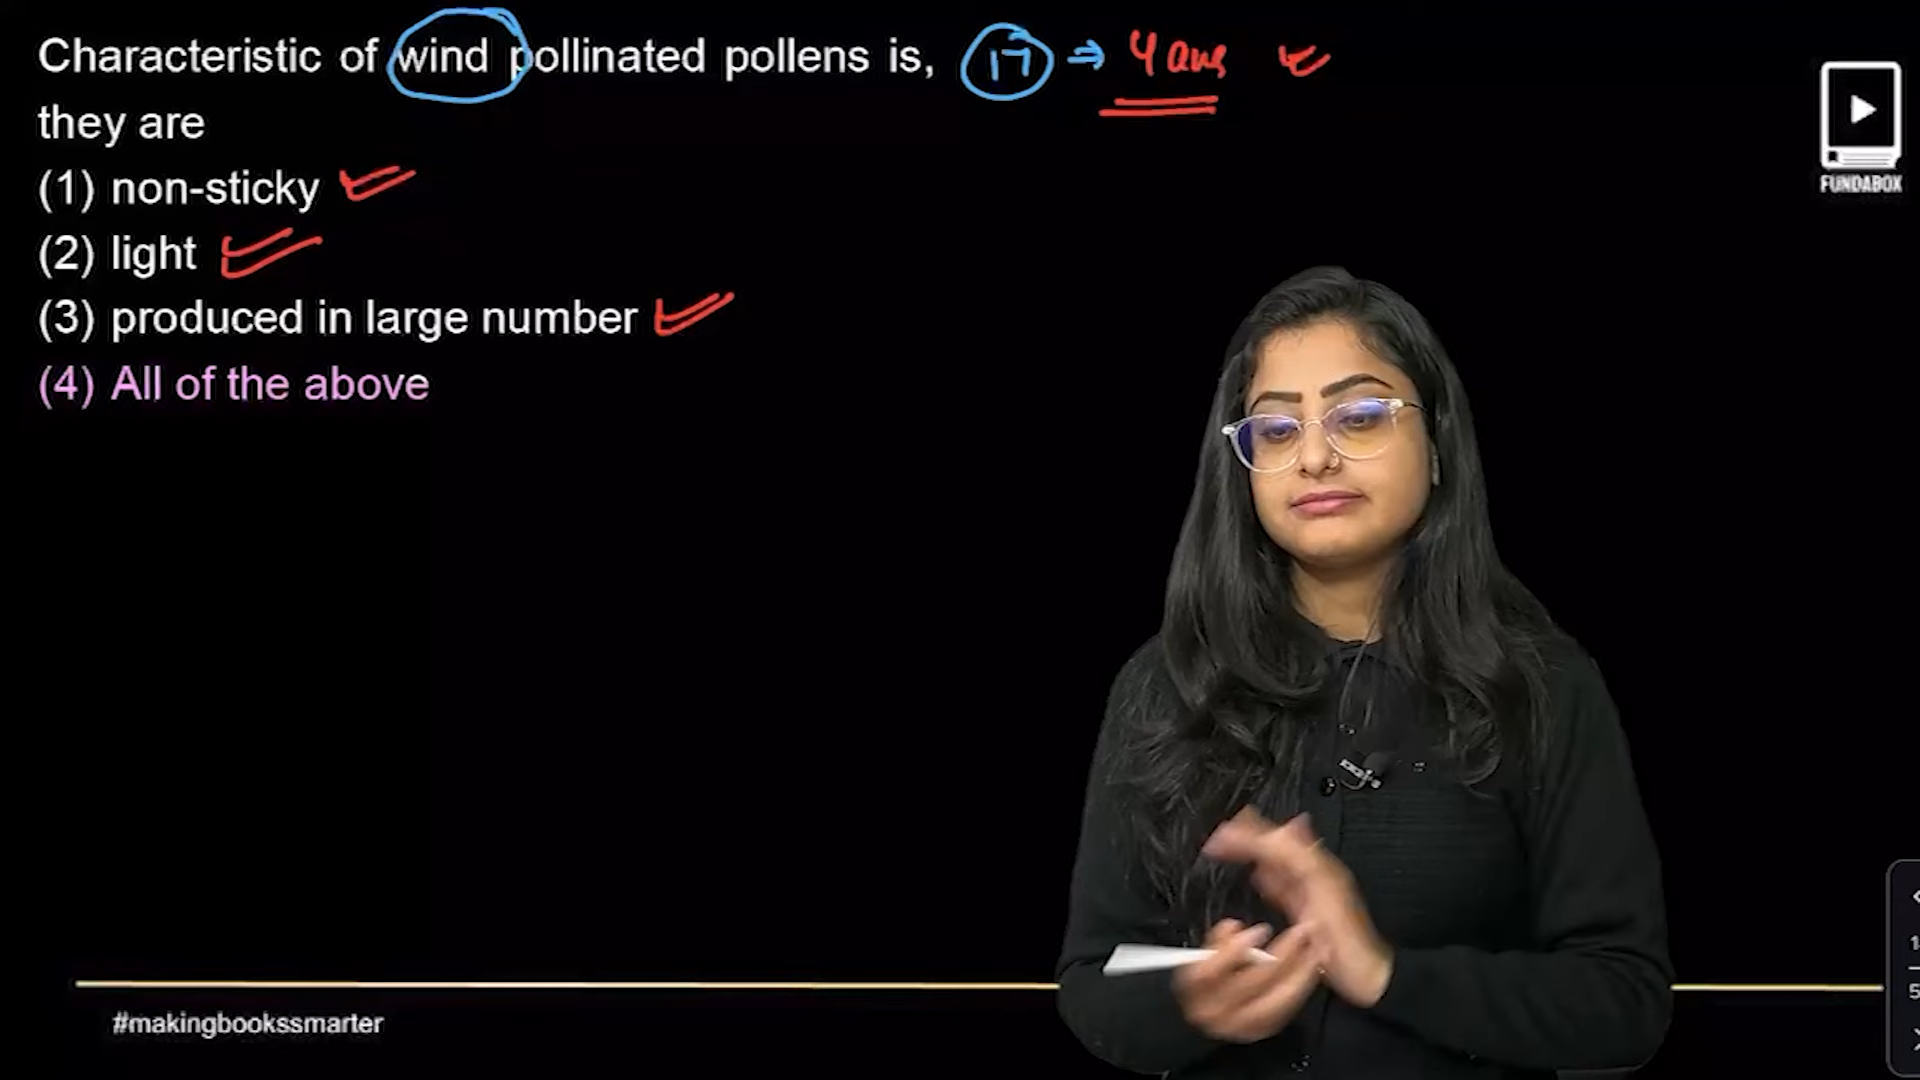 Characteristic of wind pollinated pollens is, 17 ⇒ 4 ans
they are
(1) non-sticky
(2) light
(3) produced in large number
(4) All of the above
FUNDABOX
#makingbookssmarter